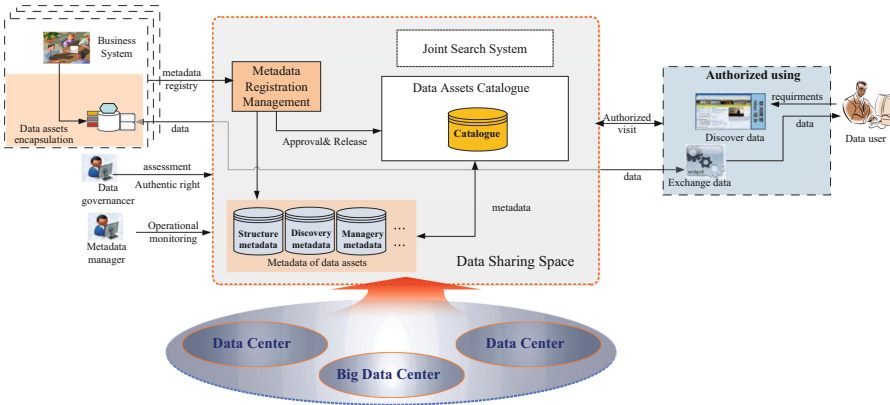 Business
System
Data assets
encapsulation
metadata
registry
data
Metadata
Registration
Management
Joint Search System
Data Assets Catalogue
Catalogue
Approval& Release
Authorized
visit
Authorized using
requirments
Discover data
data
Data user
Exchange data
data
assessment
Authentic right
Data
governancer
Operational
monitoring
Metadata
manager
metadata
Structure
metadata
Discovery
metadata
Managery
metadata
...
...
Metadata of data assets
Data Sharing Space
Data Center
Data Center
Big Data Center